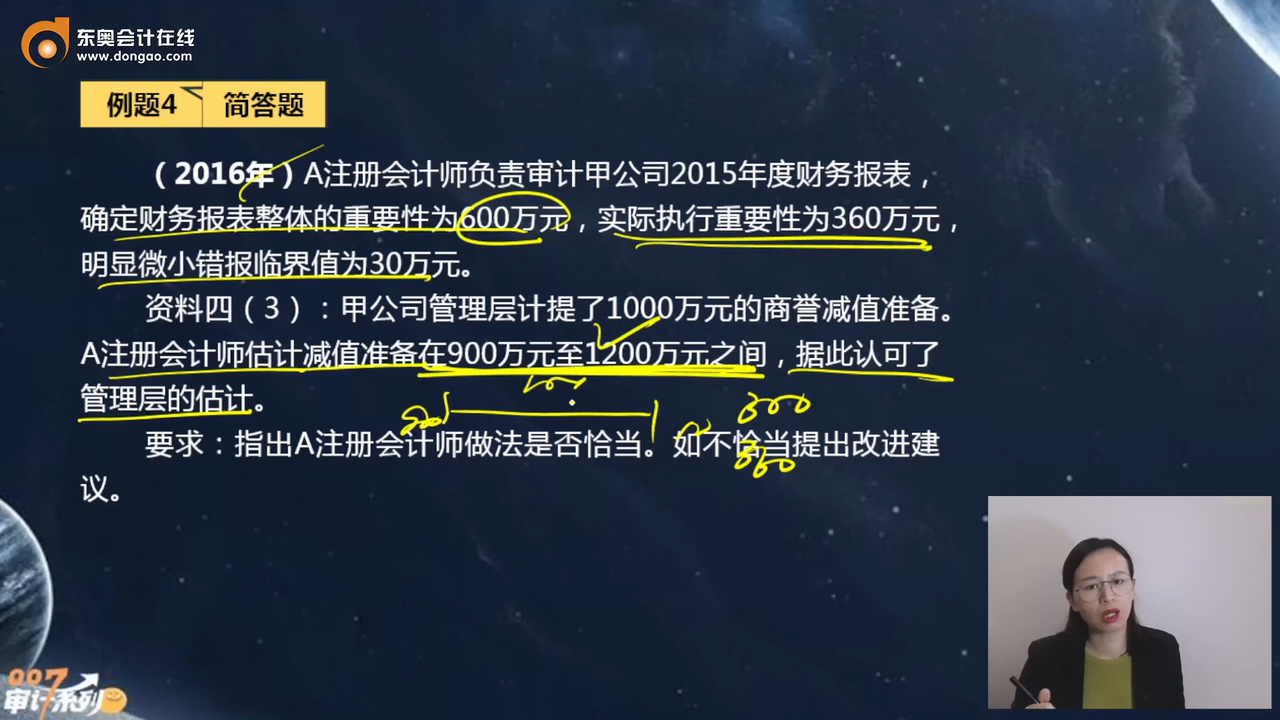 东奥会计在线
www.dongao.com
例题4 简答题
（2016年）A注册会计师负责审计甲公司2015年度财务报表，
确定财务报表整体的重要性为600万元，实际执行重要性为360万元，
明显微小错报临界值为30万元。
资料四（3）：甲公司管理层计提了1000万元的商誉减值准备。
A注册会计师估计减值准备在900万元至1200万元之间，据此认可了
管理层的估计。
300
要求：指出A注册会计师做法是否恰当。如不恰当提出改进建
360
议。
007
审计系列